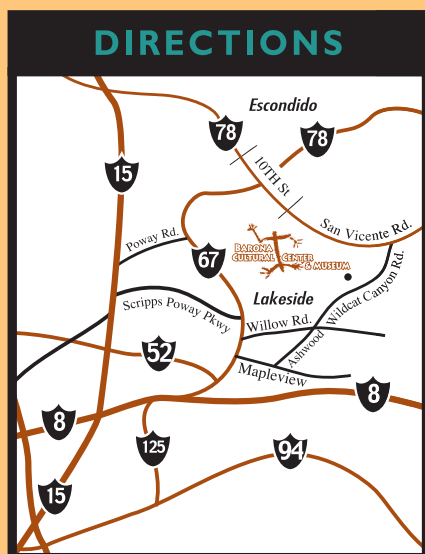 DIRECTIONS
Escondido
78
78
15
10TH St
San Vicente Rd.
Poway Rd.
BARONA
CULTURAL CENTER
& MUSEUM
67
Wildcat Canyon Rd.
Lakeside
Scripps Poway Pkwy
Willow Rd.
Ashwood
52
Mapleview
8
8
125
94
15